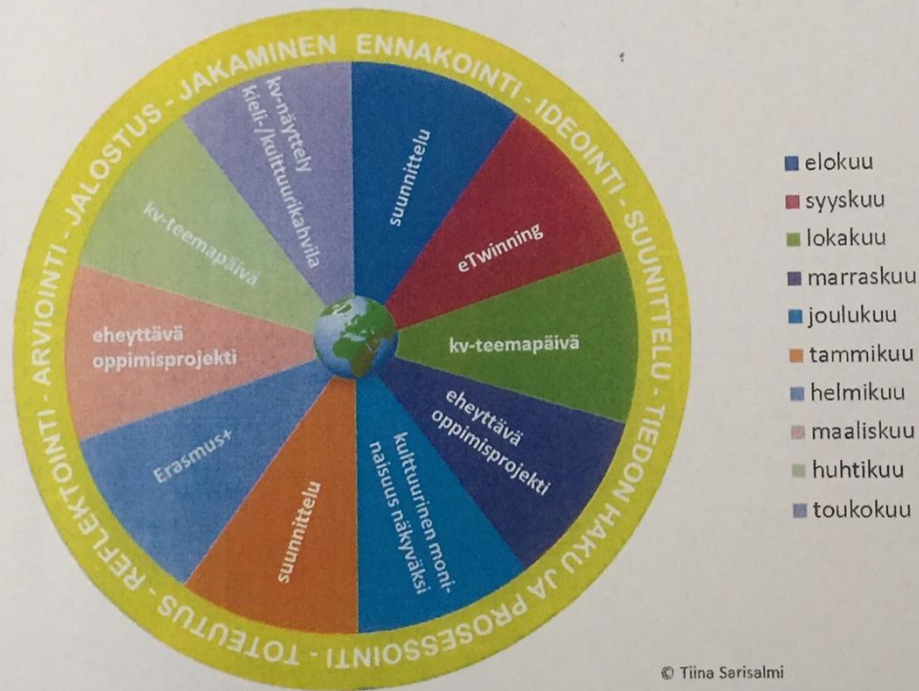 ENNAKOINTI - IDEOINTI - SUUNNITTELU - TIEDON HAKU JA PROSESSOINTI - TOTEUTUS - REFLEKTOINTI - ARVIOINTI - JALOSTUS - JAKAMINEN
suunnittelu
eTwinning
kv-teemapäivä
eheyttävä
oppimisprojekti
kulttuurinen moni-
naisuus näkyväksi
suunnittelu
Erasmus+
eheyttävä
oppimisprojekti
kv-teemapäivä
kv-näyttely
kieli-/kulttuurikahvila
elokuu
syyskuu
lokakuu
marraskuu
joulukuu
tammikuu
helmikuu
maaliskuu
huhtikuu
toukokuu
© Tiina Sarisalmi